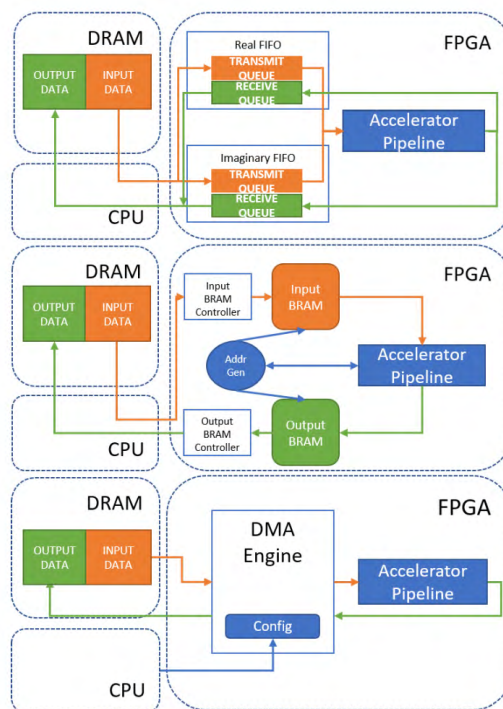 DRAM
FPGA
OUTPUT
DATA
INPUT
DATA
Real FIFO
TRANSMIT
QUEUE
RECEIVE
QUEUE
Accelerator
Pipeline
Imaginary FIFO
TRANSMIT
QUEUE
RECEIVE
QUEUE
CPU
DRAM
FPGA
OUTPUT
DATA
INPUT
DATA
Input
BRAM
Controller
Input
BRAM
Addr
Gen
Accelerator
Pipeline
Output
BRAM
Controller
Output
BRAM
CPU
DRAM
FPGA
OUTPUT
DATA
INPUT
DATA
DMA
Engine
Accelerator
Pipeline
Config
CPU